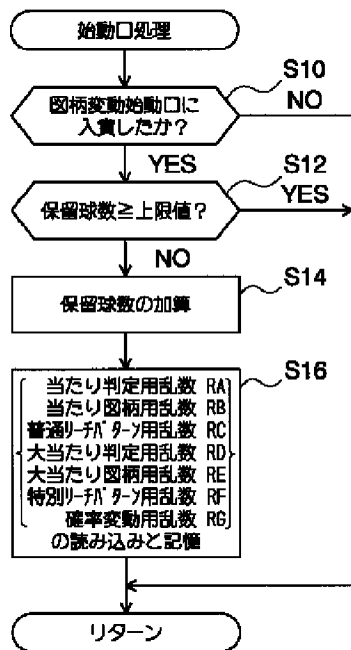 始動口処理
S10
図柄変動始動口に
入賞したか?
NO
YES
S12
保留球数≧上限値?
YES
NO
S14
保留球数の加算
S16
当たり判定用乱数 RA
当たり図柄用乱数 RB
普通リーチパターン用乱数 RC
大当たり判定用乱数 RD
大当たり図柄用乱数 RE
特別リーチパターン用乱数 RF
確率変動用乱数 RG
の読み込みと記憶
リターン